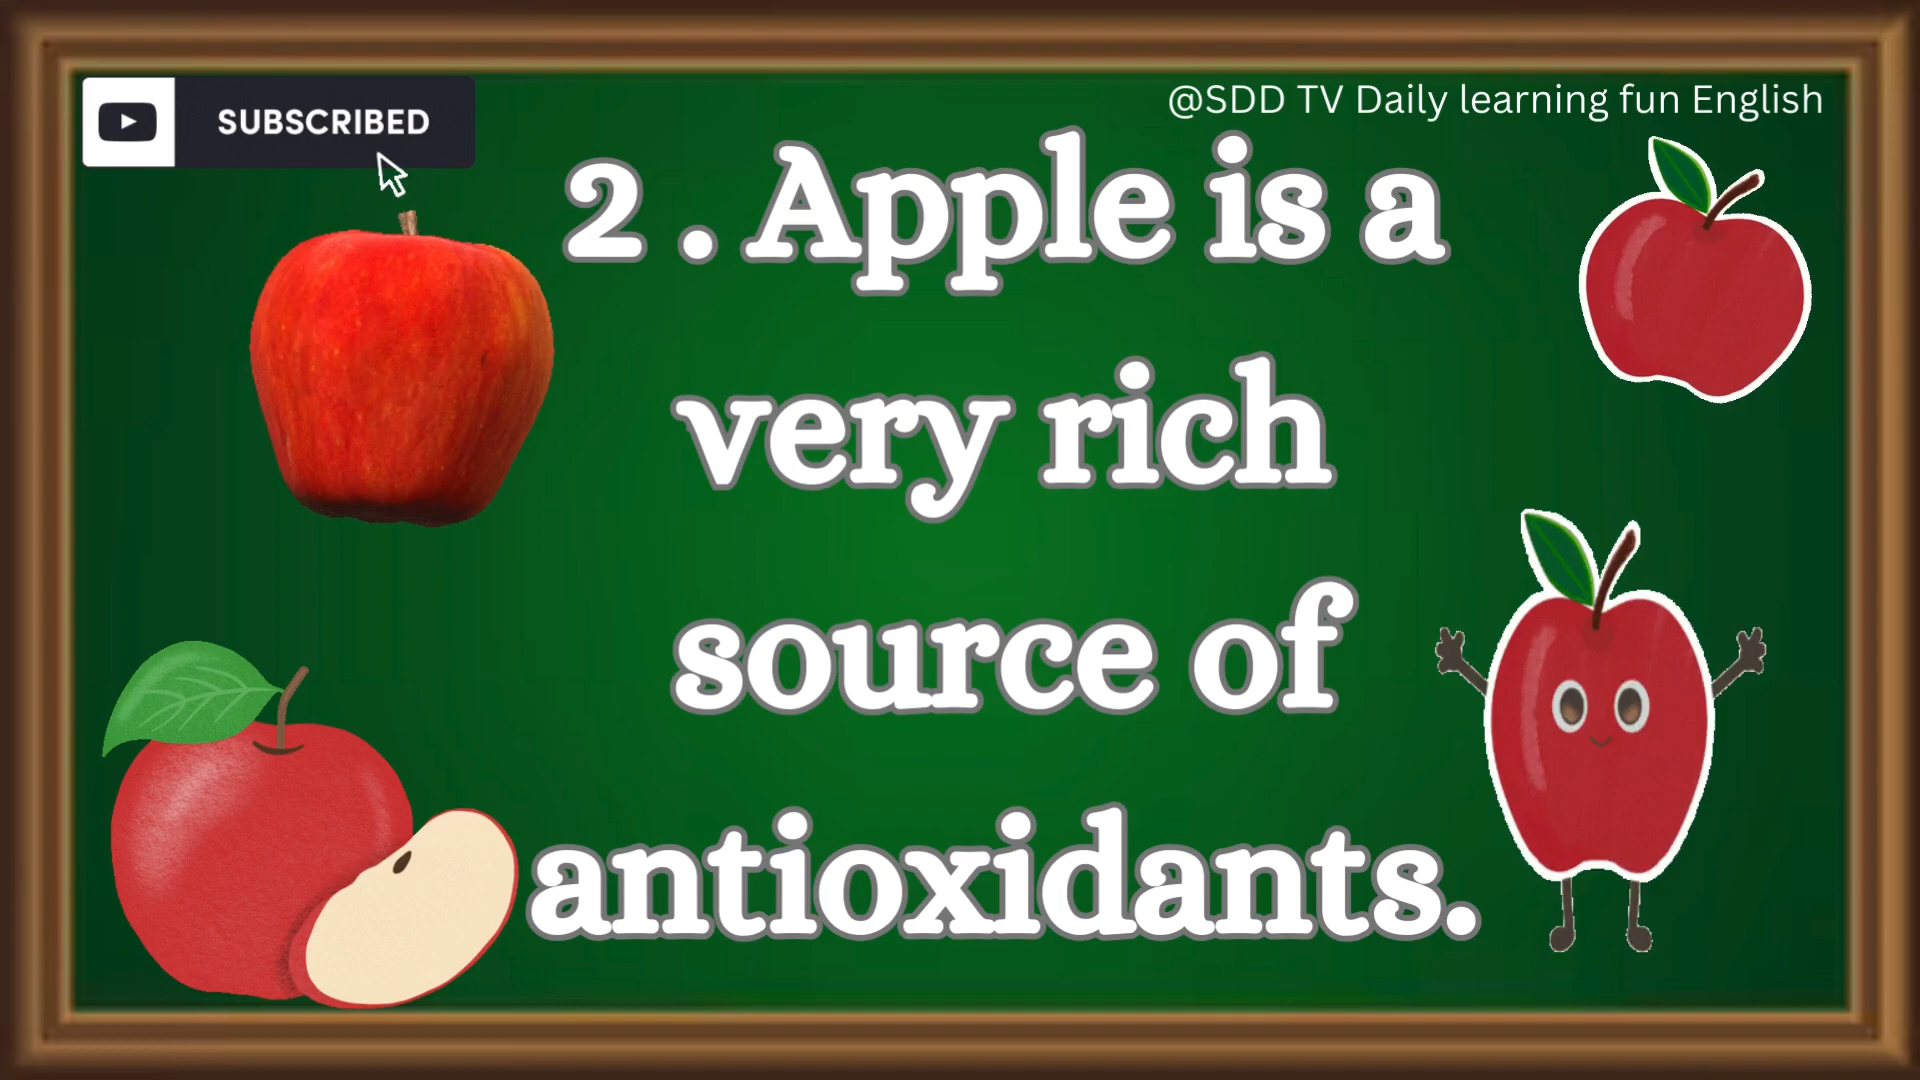 SUBSCRIBED
@SDD TV Daily learning fun English
2 . Apple is a
very rich
source of
antioxidants.